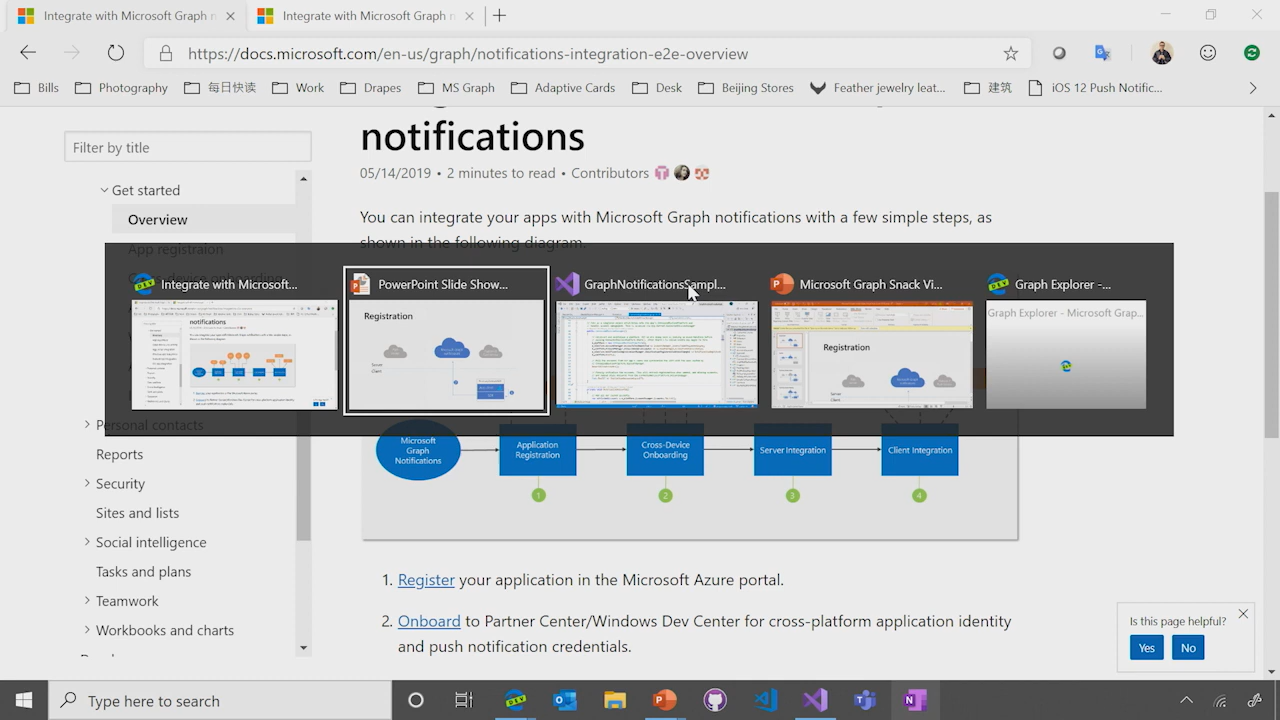 Integrate with Microsoft Graph n
Integrate with Microsoft Graph n
https://docs.microsoft.com/en-us/graph/notifications-integration-e2e-overview
Bills
Photography
每日快读
Work
Drapes
MS Graph
Adaptive Cards
Desk
Beijing Stores
Feather jewelry leat...
建筑
iOS 12 Push Notific...
Filter by title
Get started
Overview
App registraion
Cross-device onboarding
Personal contacts
Reports
Security
Sites and lists
Social intelligence
Tasks and plans
Teamwork
Workbooks and charts
notifications
05/14/2019 • 2 minutes to read • Contributors
You can integrate your apps with Microsoft Graph notifications with a few simple steps, as
shown in the following diagram.
Integrate with Microsoft...
PowerPoint Slide Show...
GraphNotificationsSampl...
Microsoft Graph Stack Vi...
Graph Explorer -...
notifications
Registration
Registration
Graph Explorer - Microsoft Grap...
Microsoft
Graph
Notifications
Application
Registration
Cross-Device
Onboarding
Server Integration
Client Integration
1
2
3
4
1. Register your application in the Microsoft Azure portal.
2. Onboard to Partner Center/Windows Dev Center for cross-platform application identity
and push notification credentials.
Is this page helpful?
Yes
No
Type here to search